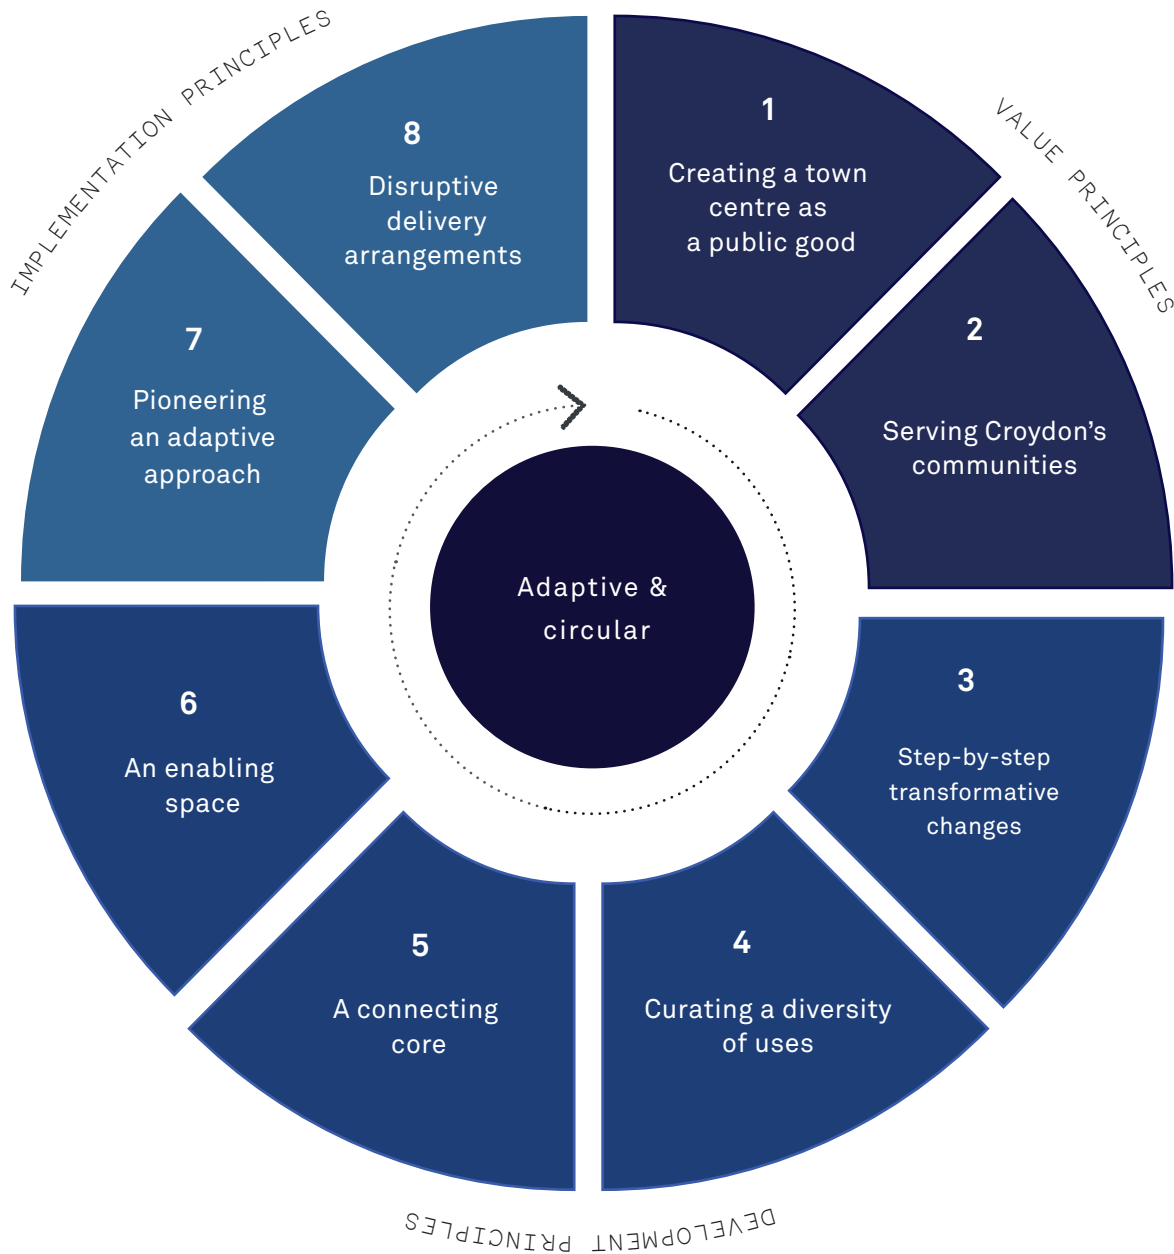 IMPLEMENTATION PRINCIPLES
VALUE PRINCIPLES
1
Creating a town
centre as
a public good
2
Serving Croydon’s
communities
3
Step-by-step
transformative
changes
4
Curating a diversity
of uses
5
A connecting
core
6
An enabling
space
7
Pioneering
an adaptive
approach
8
Disruptive
delivery
arrangements
Adaptive &
circular
DEVELOPMENT PRINCIPLES